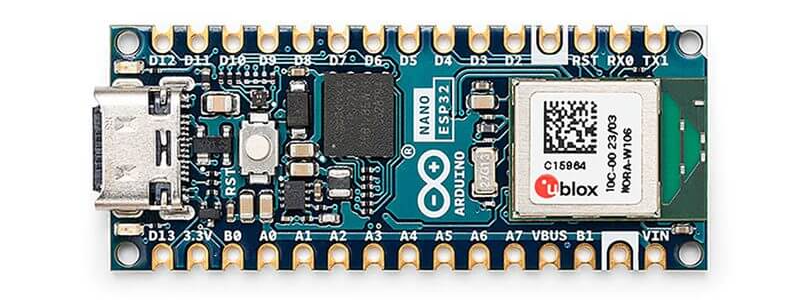 D12 D11 D10 D9 D8 D7 D6 D5 D4 D3 D2 RST RX0 TX1
NANO
ESP32
®
ARDUINO
RST
C15964
ublox
10C-00 23/03
NORA-W106
D13 3.3V B0 A0 A1 A2 A3 A4 A5 A6 A7 VBUS B1 VIN